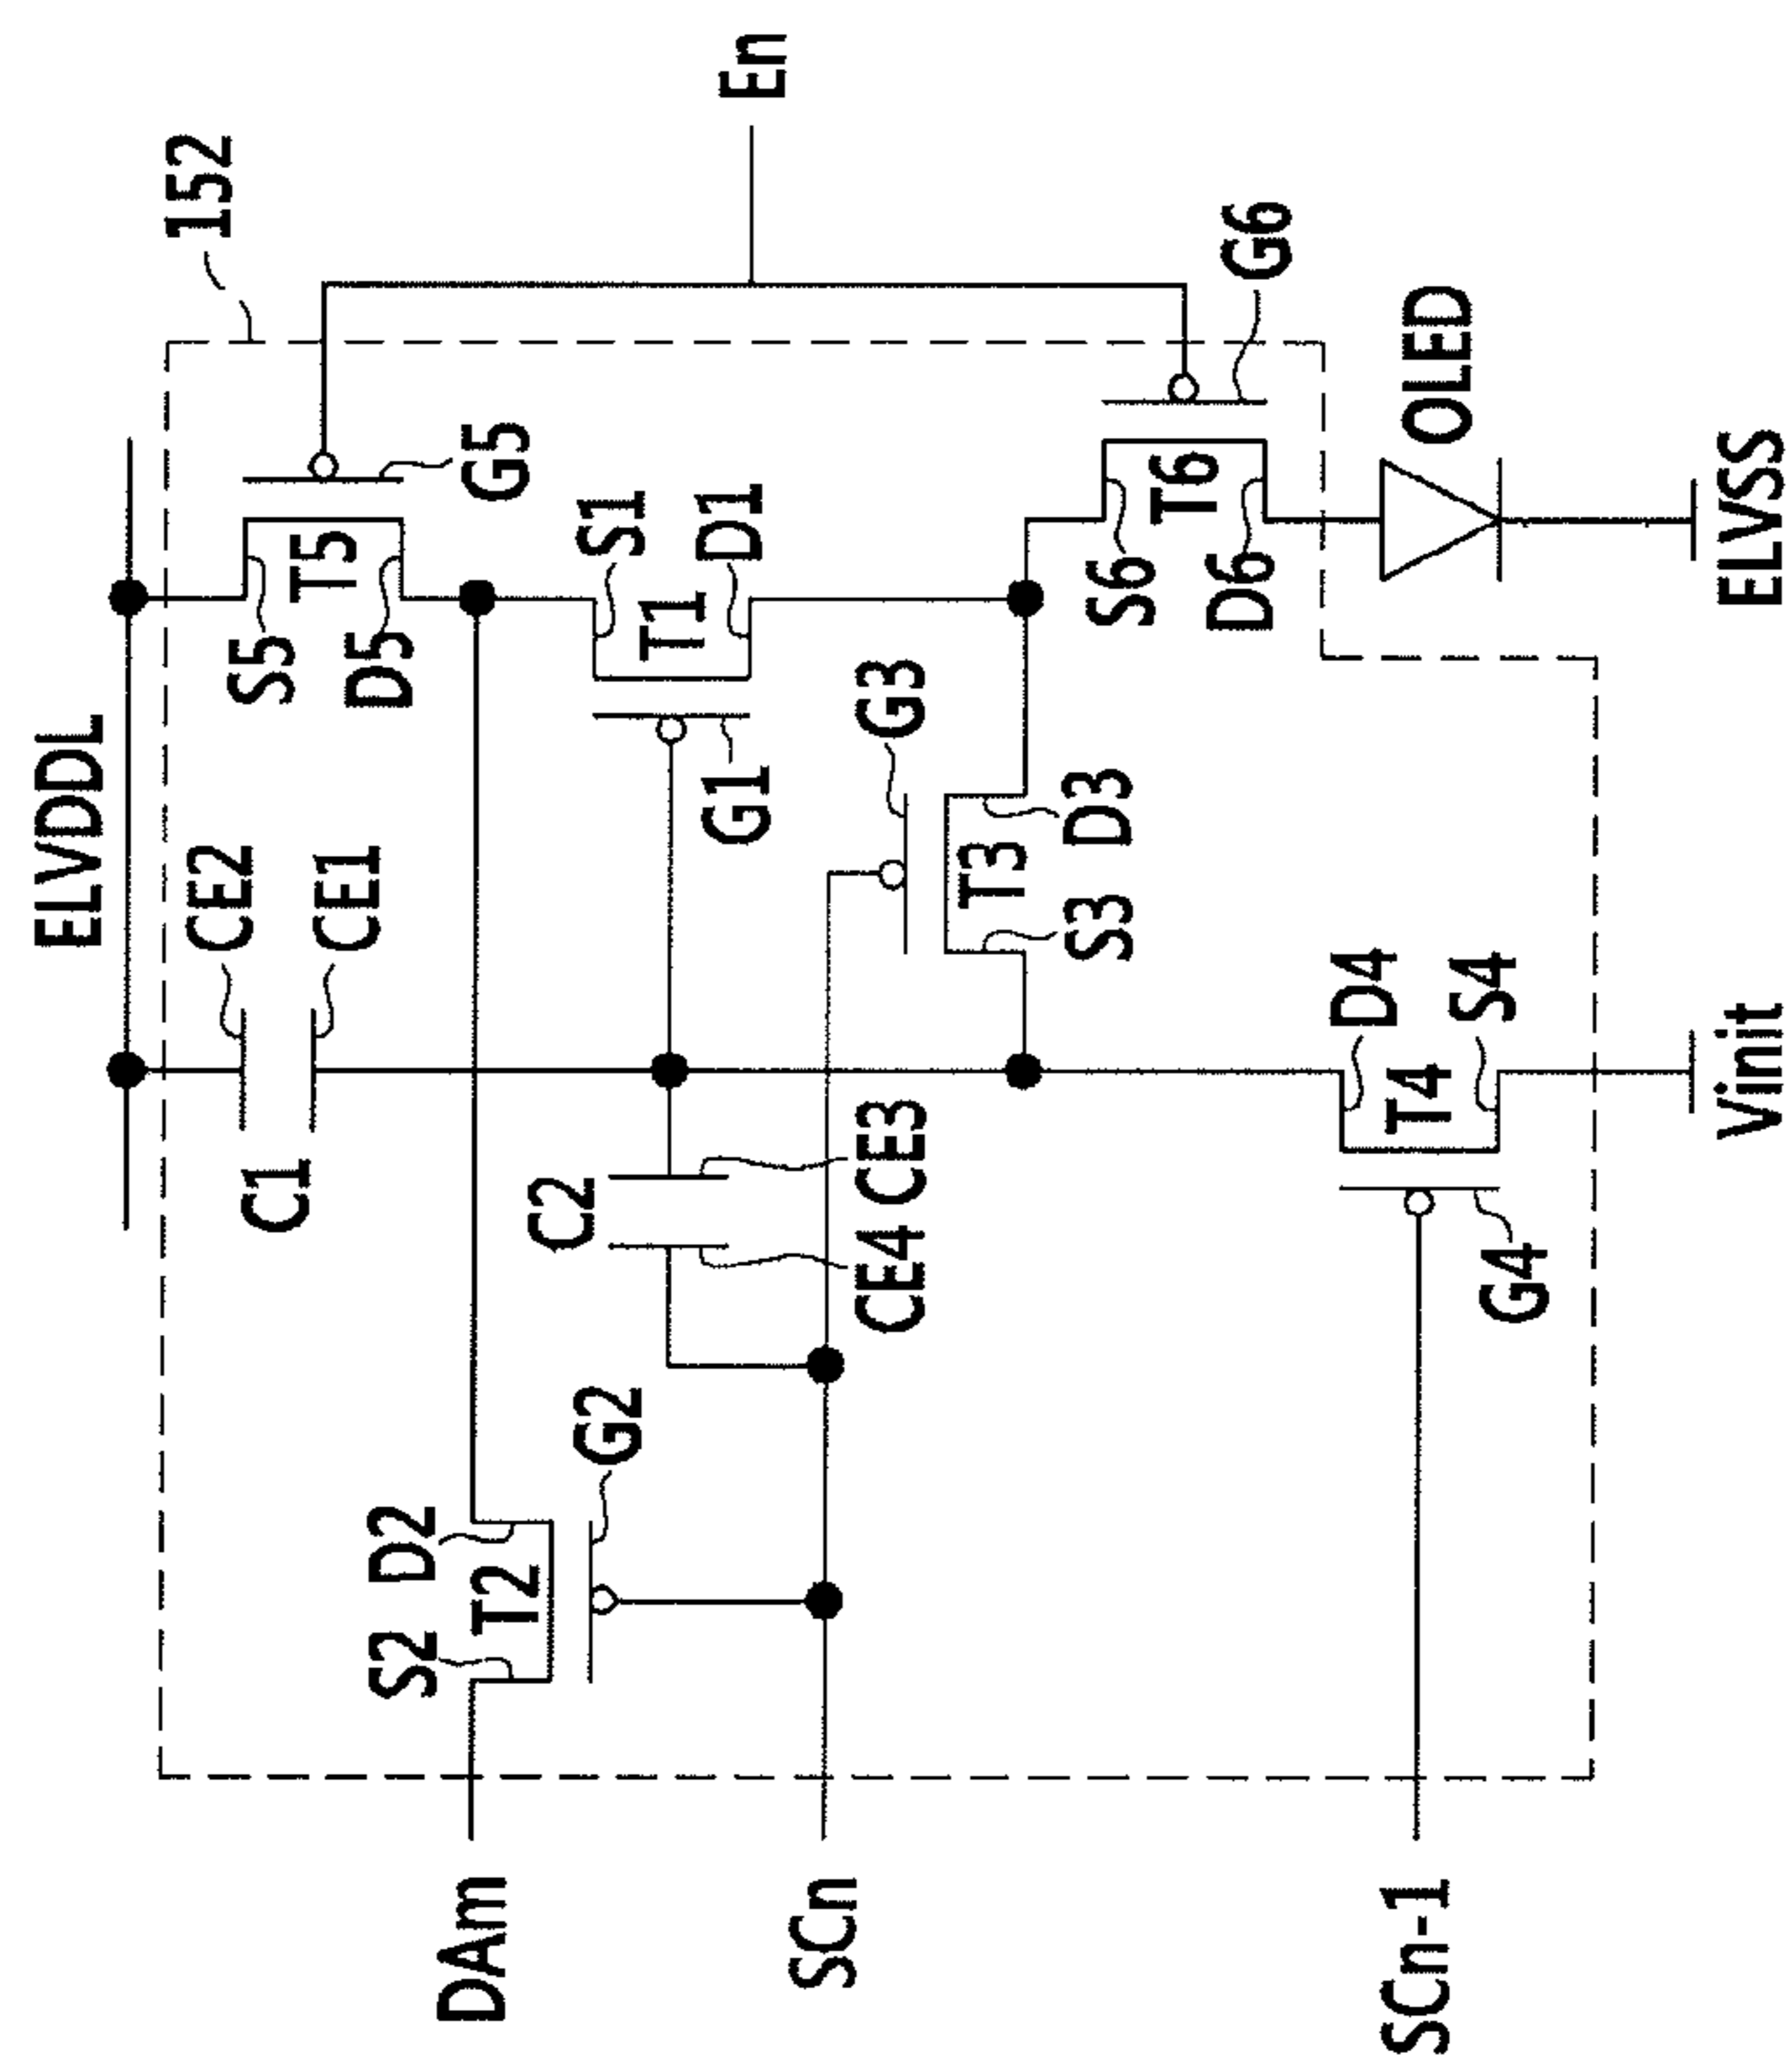 ELVDDL
152
CE2
CE1
C1
S5
T5
D5
G5
En
S1
T1
D1
G1
C2
CE4 CE3
G3
S3 T3 D3
S2 T2 D2
G2
DAm
SCn
SCn-1
D4
T4
S4
G4
S6
T6
D6
G6
OLED
Vinit
ELVSS